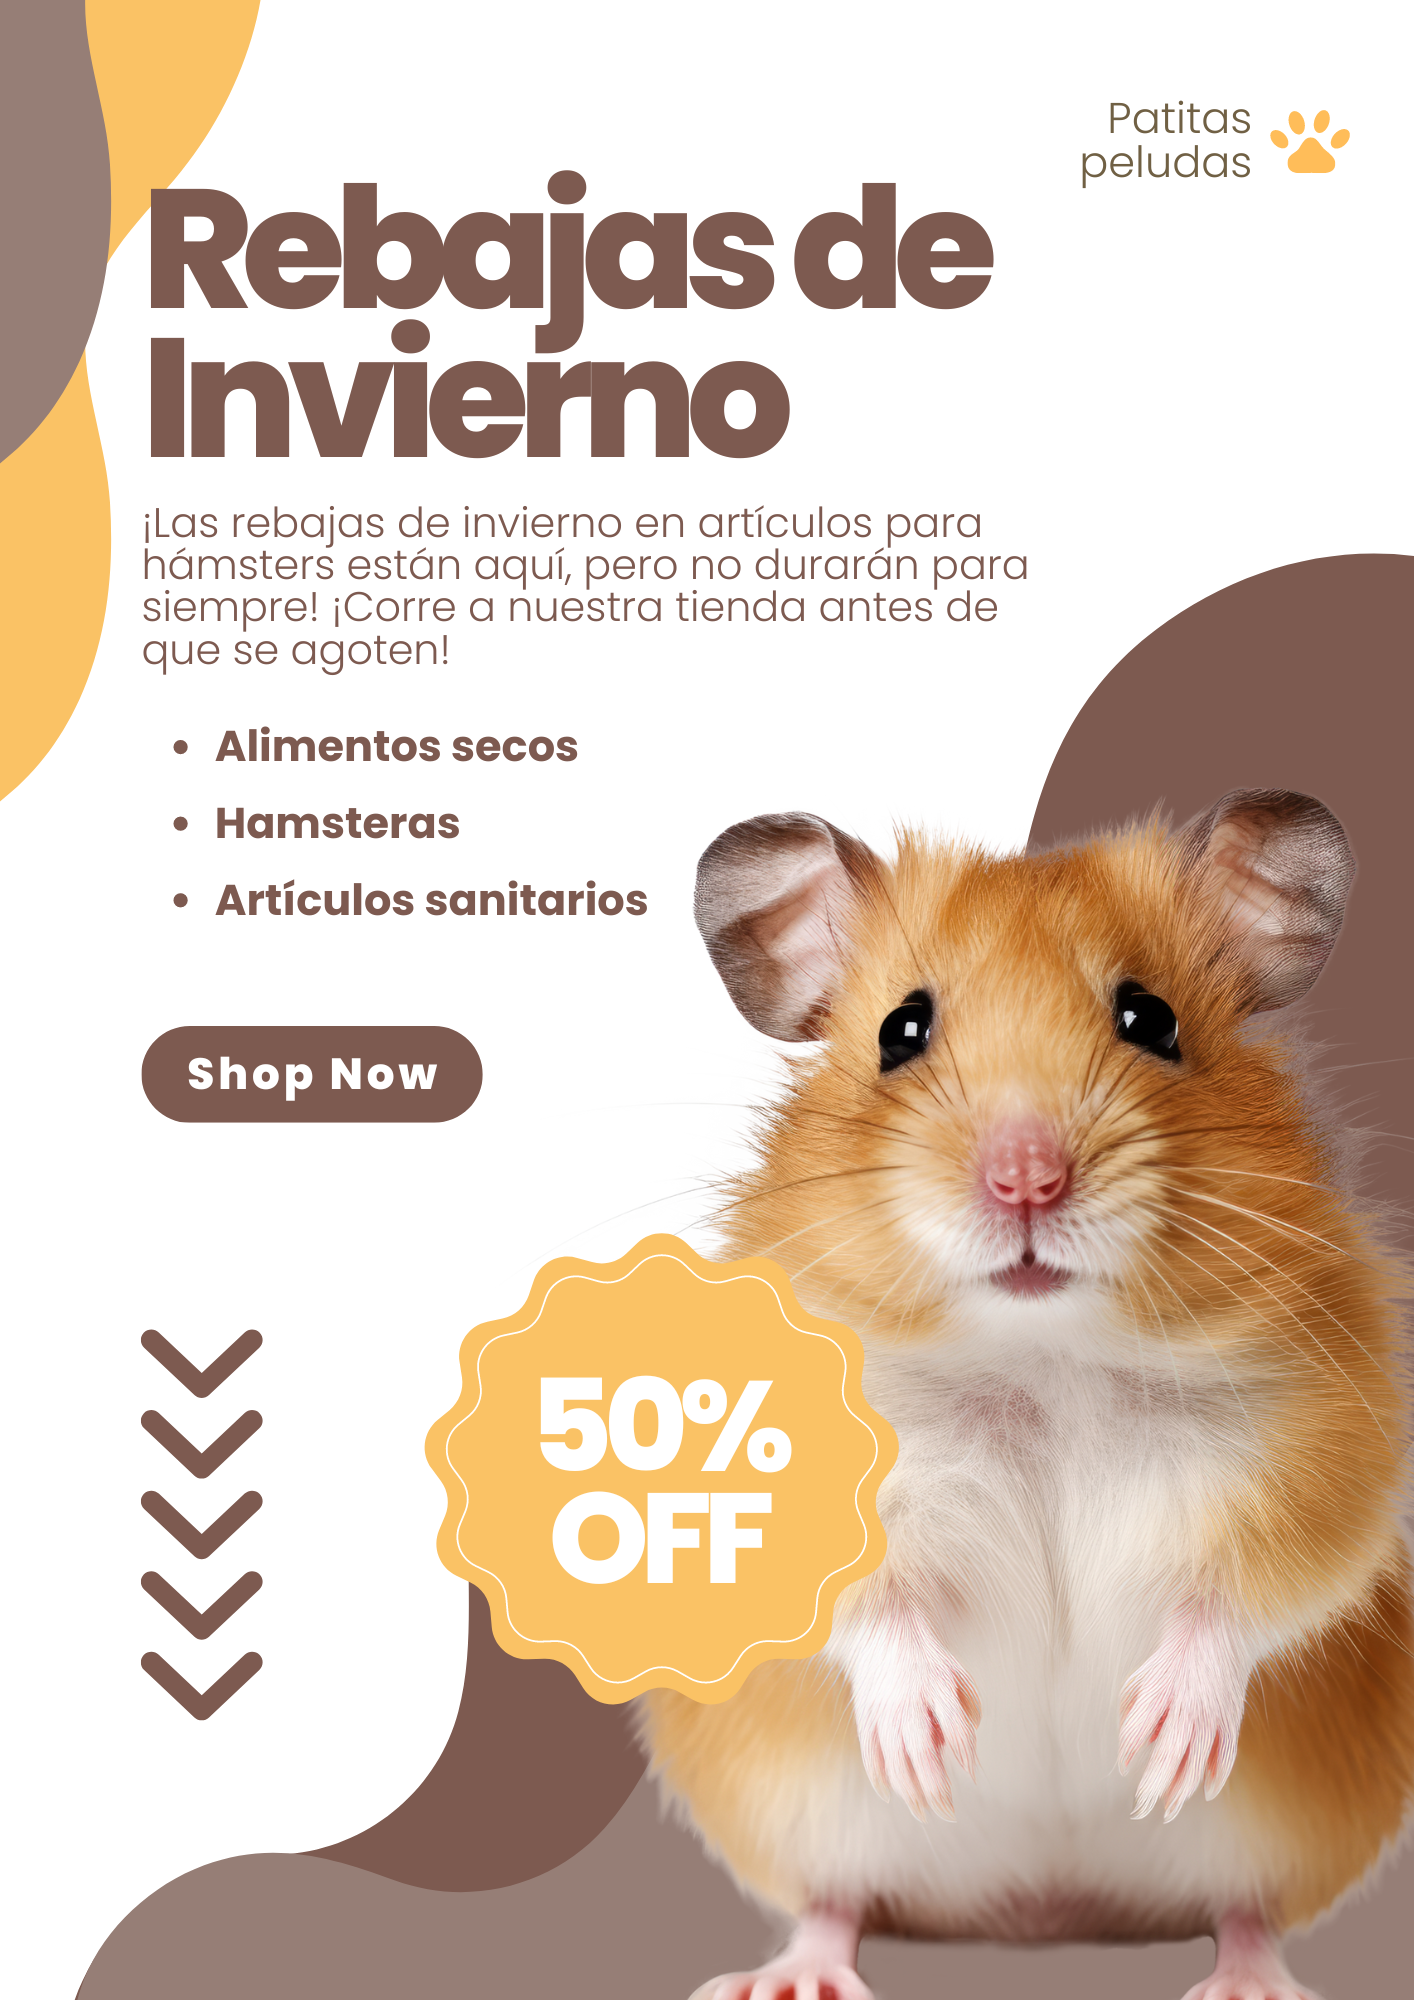 Patitas
peludas
Rebajas de
Invierno
¡Las rebajas de invierno en artículos para
hámsters están aquí, pero no durarán para
siempre! ¡Corre a nuestra tienda antes de
que se agoten!
• Alimentos secos
• Hamsteras
• Artículos sanitarios
Shop Now
50%
OFF